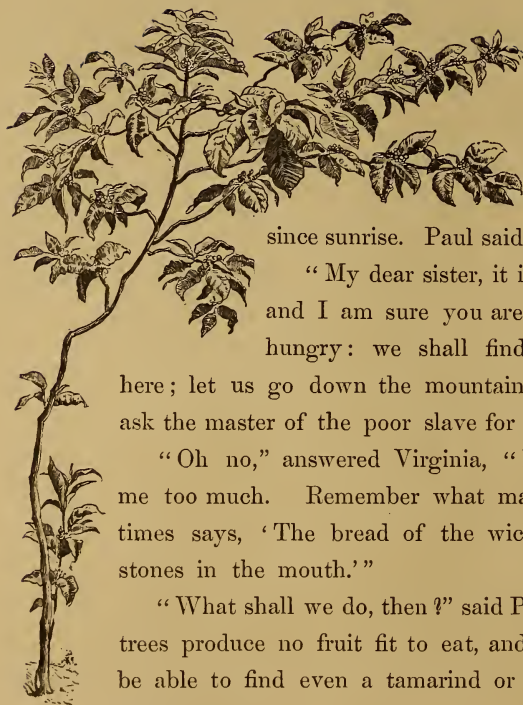 since sunrise. Paul said
“ My dear sister, it i
and I am sure you are
hungry: we shall find
here; let us go down the mountain
ask the master of the poor slave for
“ Oh no,” answered Virginia, “
me too much. Remember what ma
times says, ‘ The bread of the wic
stones in the mouth.’ ”
“ What shall we do, then ?” said P
trees produce no fruit fit to eat, and
be able to find even a tamarind or